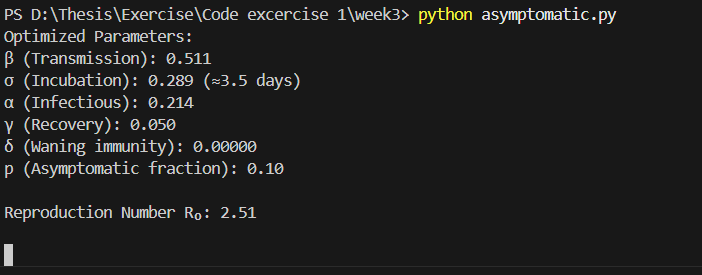 PS D:\Thesis\Exercise\Code excercise 1\week3> python asymptomatic.py
Optimized Parameters:
β (Transmission): 0.511
σ (Incubation): 0.289 (≈3.5 days)
α (Infectious): 0.214
γ (Recovery): 0.050
δ (Waning immunity): 0.00000
p (Asymptomatic fraction): 0.10
Reproduction Number R₀: 2.51